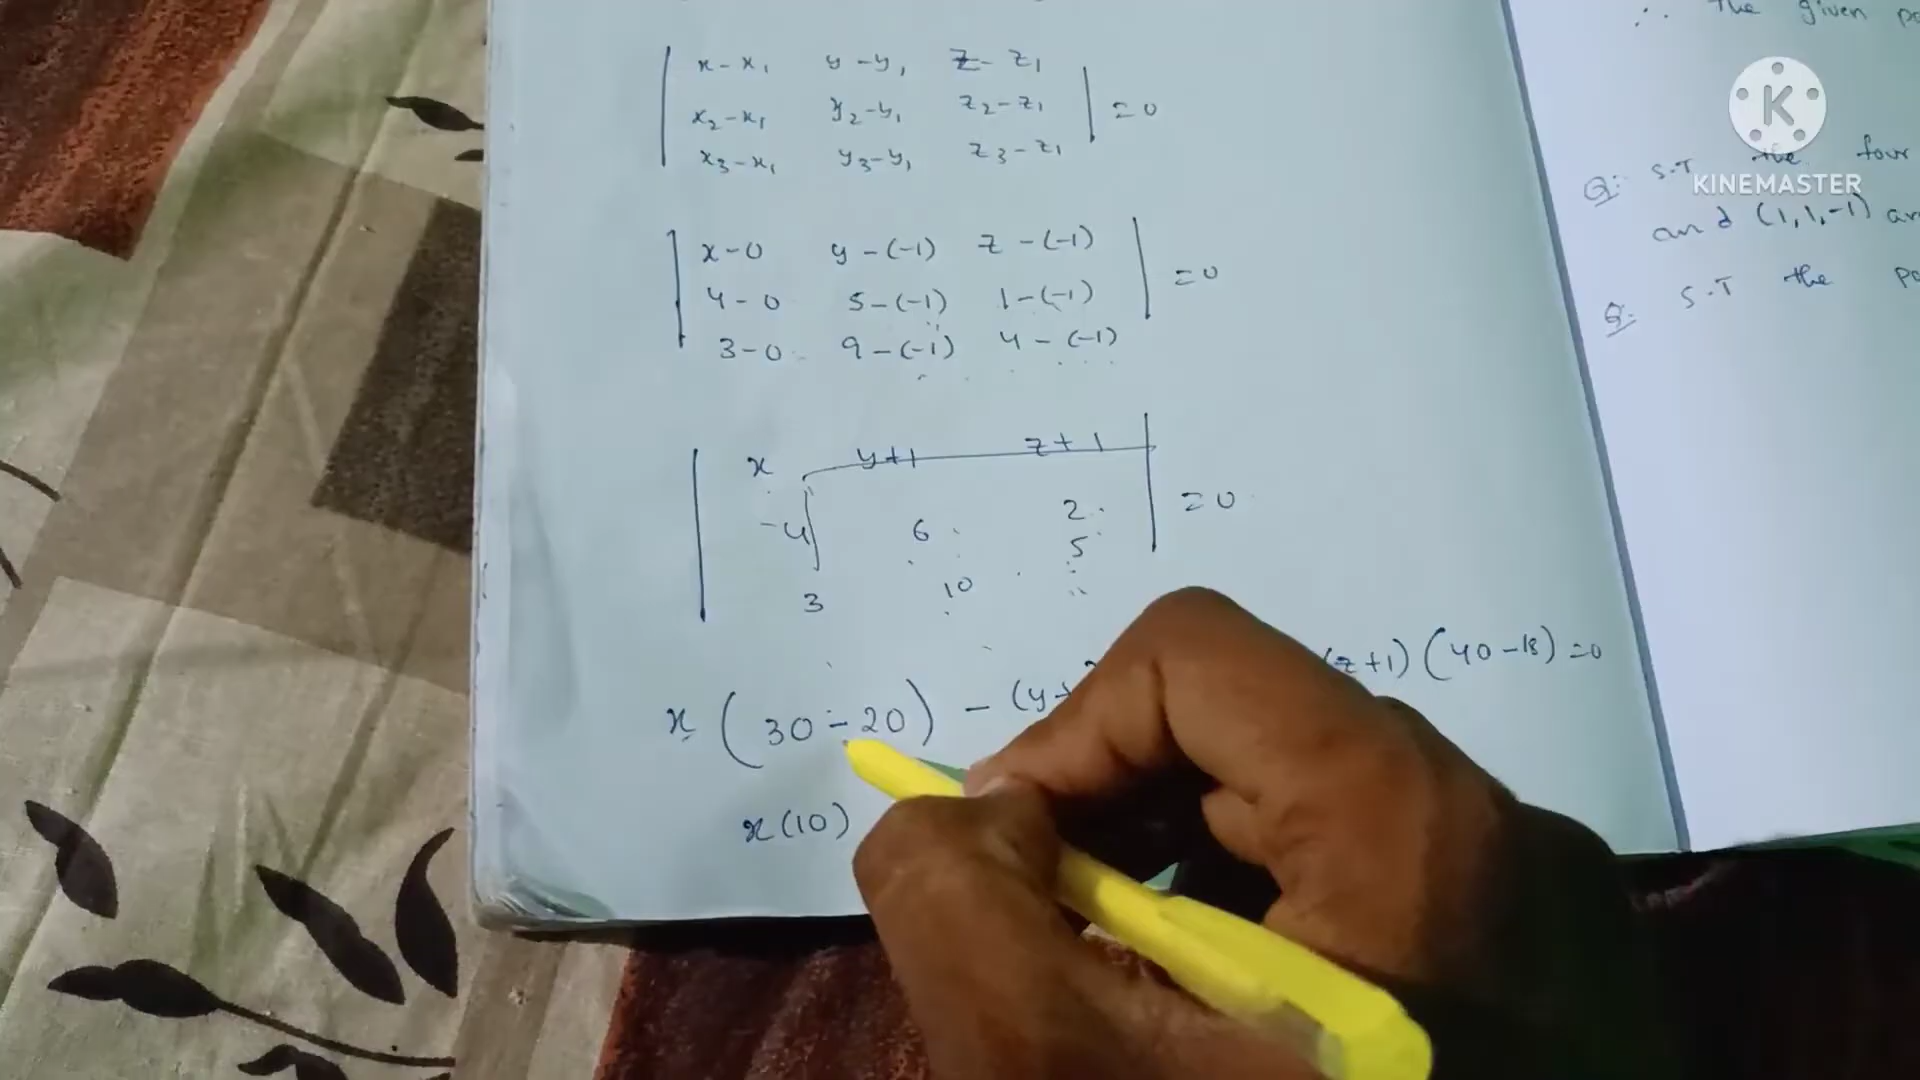 x-x₁ y-y₁ z-z₁
x₂-x₁ y₂-y₁ z₂-z₁ =0
x₃-x₁ y₃-y₁ z₃-z₁
x-0 y-(-1) z-(-1)
4-0 5-(-1) 1-(-1) =0
3-0 9-(-1) 4-(-1)
x y+1 z+1
4 6 2 =0
3 10 5
x (30-20) - (y+ z+1) (40-18)=0
x(10)
∴ The given
Q: S.T the four
and (1,1,-1)
Q: S.T the
KINEMASTER